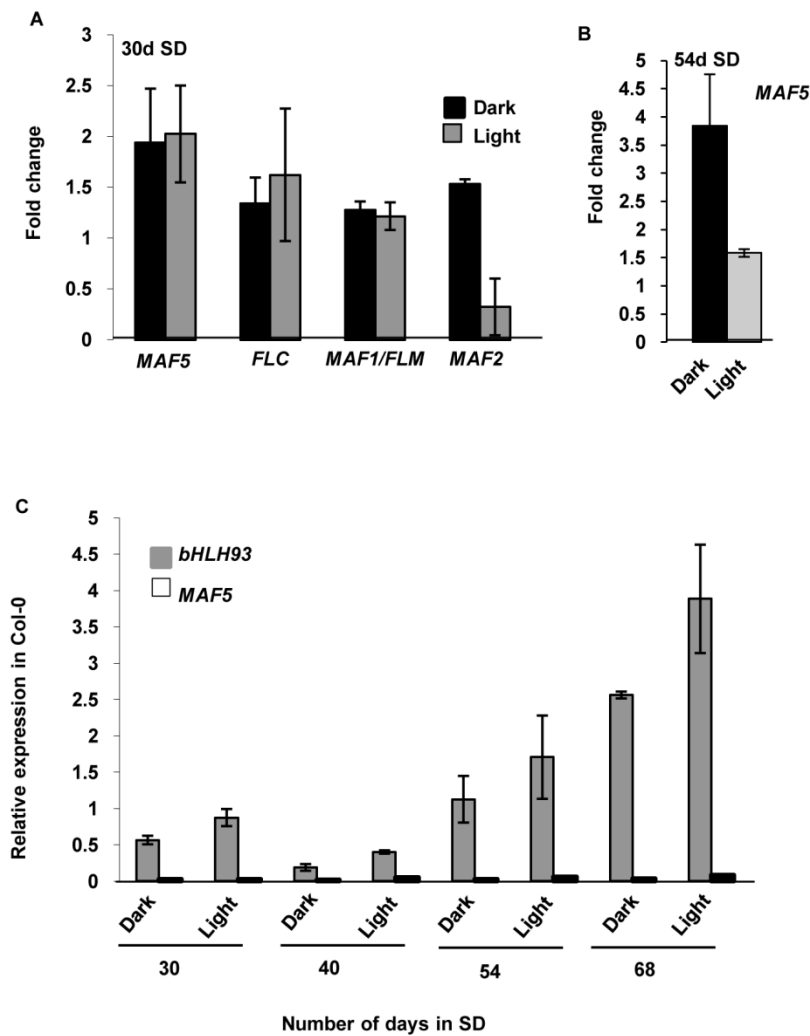 A
30d SD
Dark
Light
Fold change
2.5
2
1.5
1
0.5
0
MAF5
FLC
MAF1/FLM
MAF2
B
54d SD
MAF5
Fold change
5
4.5
4
3.5
3
2.5
2
1.5
1
0.5
0
Dark
Light
C
bHLH93
MAF5
Relative expression in Col-0
5
4.5
4
3.5
3
2.5
2
1.5
1
0.5
0
Dark
Light
Dark
Light
Dark
Light
Dark
Light
30
40
54
68
Number of days in SD